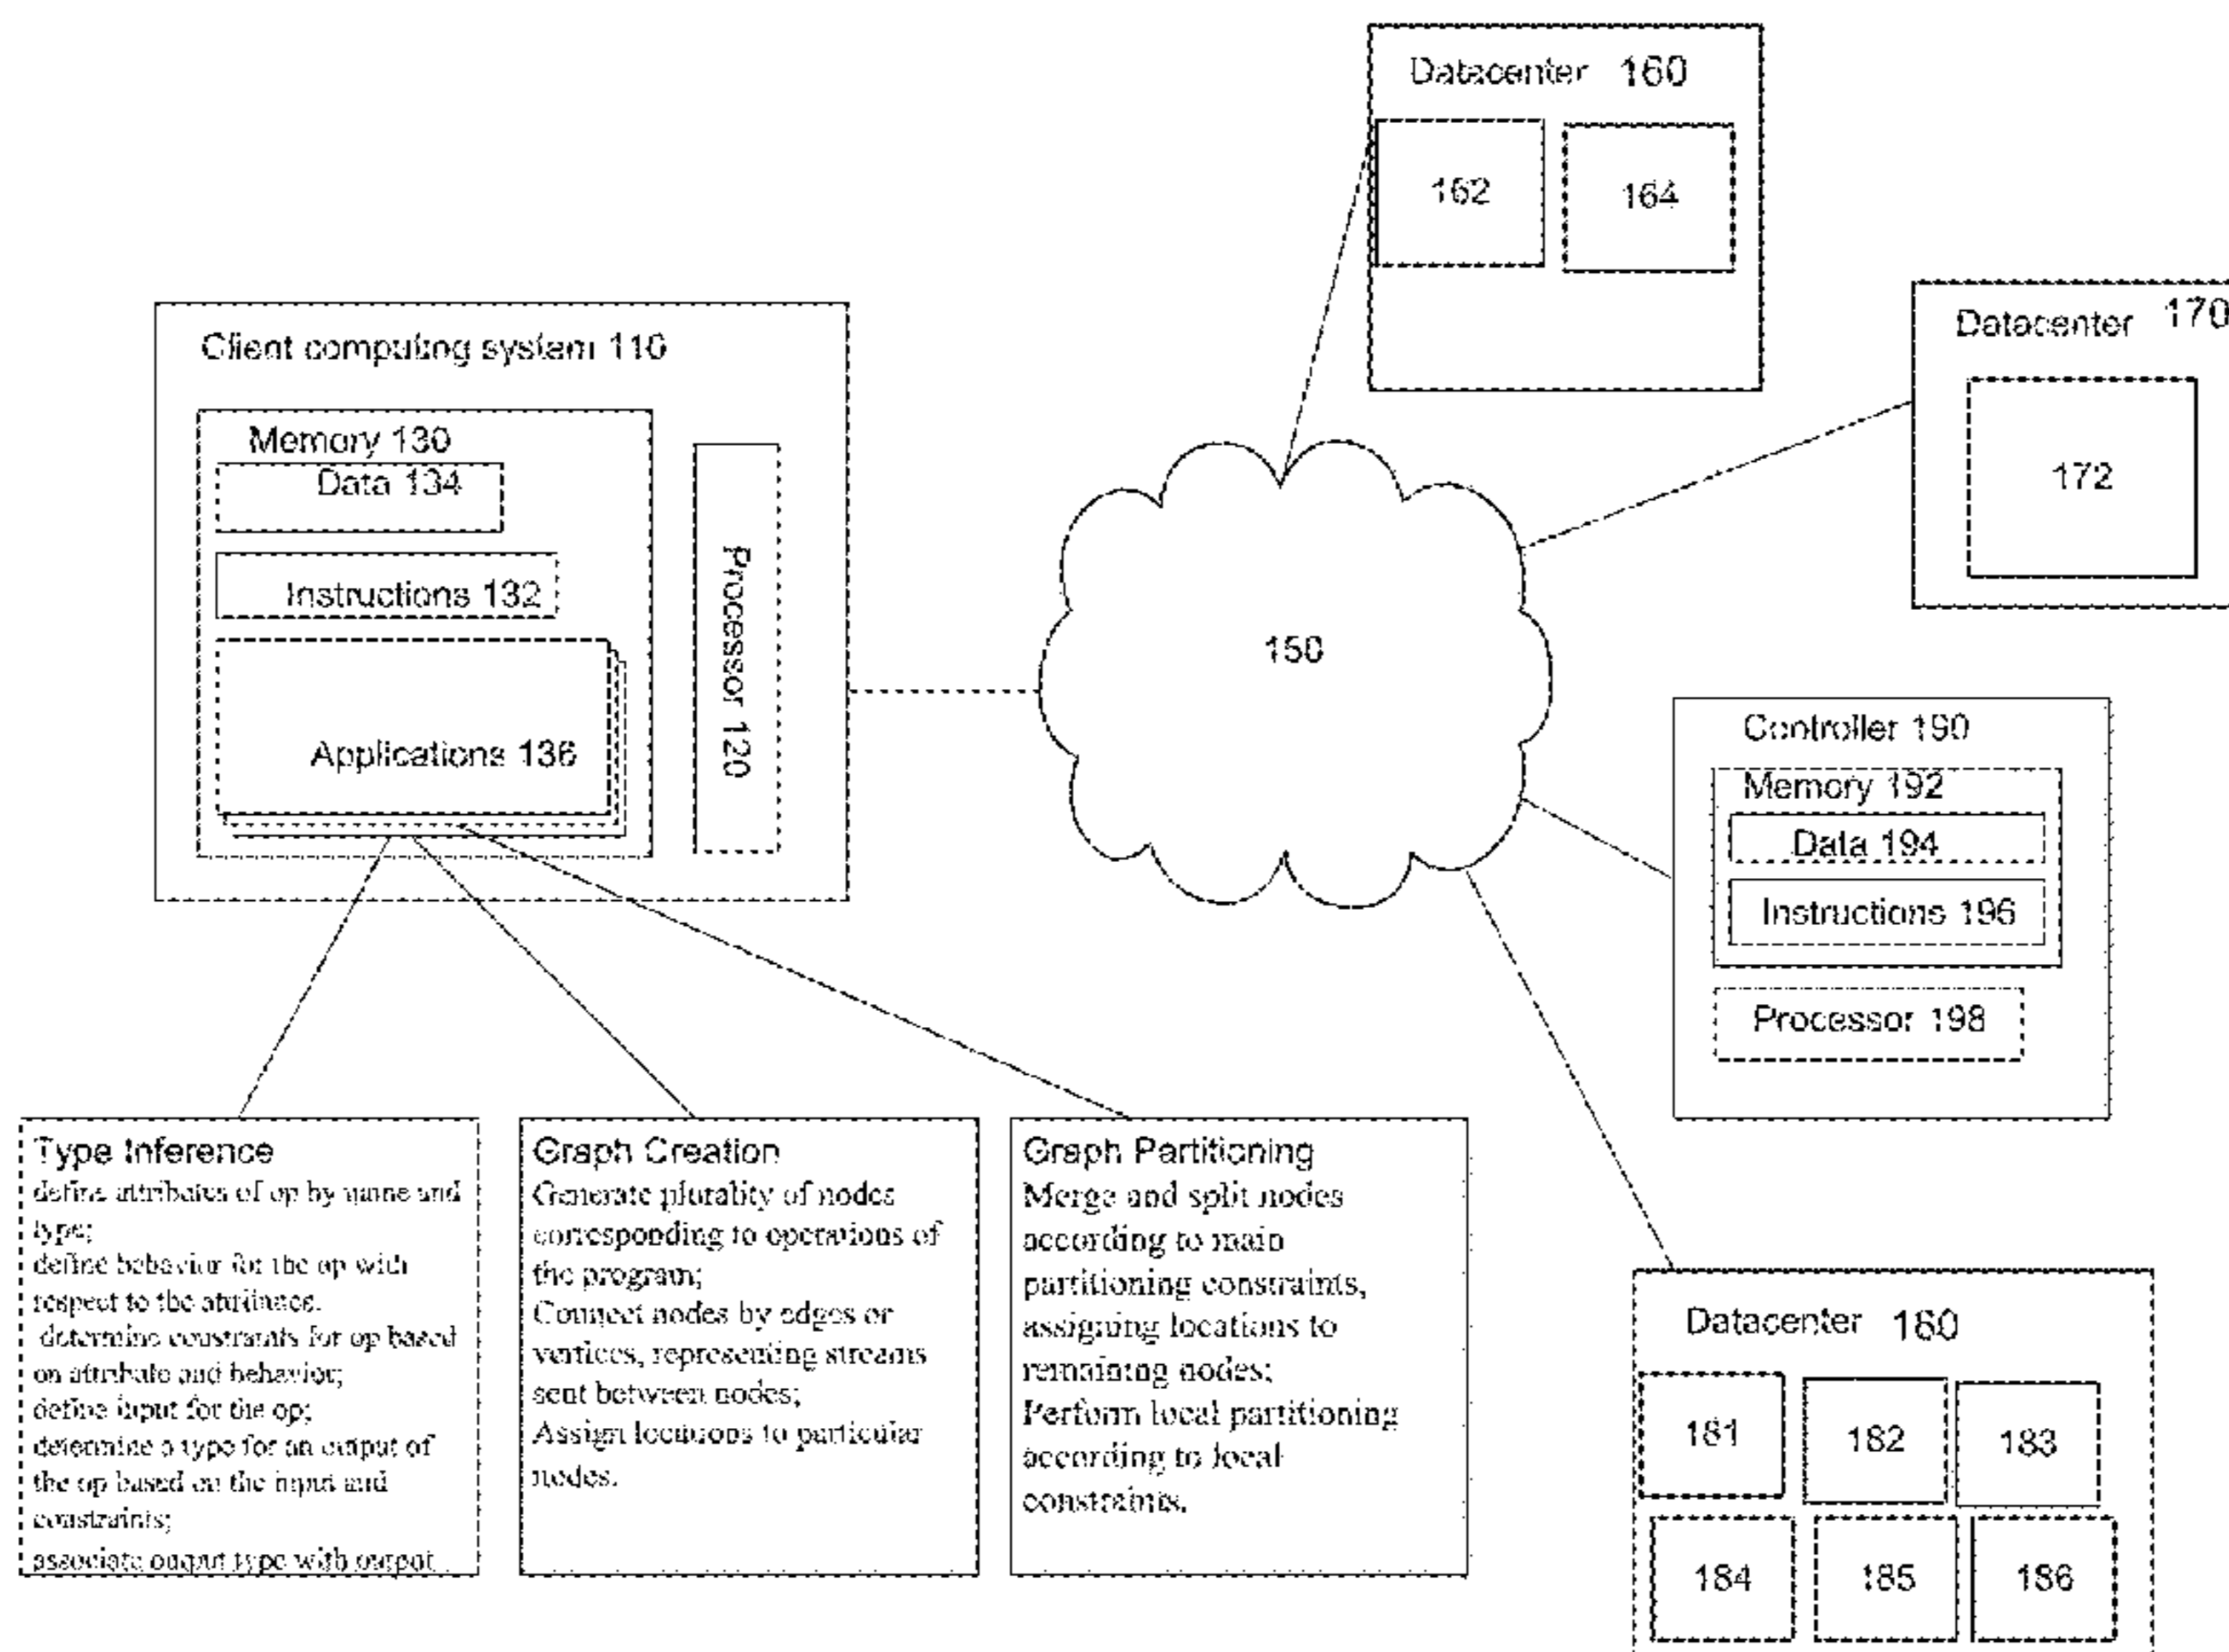 Datacenter 160
162
164
Datacenter 170
172
Client computing system 110
Memory 130
Data 134
Instructions 132
Applications 136
Processor 120
150
Controller 190
Memory 192
Data 194
Instructions 196
Processor 198
Type Inference
define attributes of op by name and
type;
define behavior for the op with
respect to the attributes.
determine constraints for op based
on attribute and behavior;
define input for the op;
determine a type for an output of
the op based on the input and
constraints;
associate output type with output
Graph Creation
Generate plurality of nodes
corresponding to operations of
the program;
Connect nodes by edges or
vertices, representing streams
sent between nodes;
Assign locations to particular
nodes.
Graph Partitioning
Merge and split nodes
according to main
partitioning constraints,
assigning locations to
remaining nodes;
Perform local partitioning
according to local
constraints.
Datacenter 180
181
182
183
184
185
186